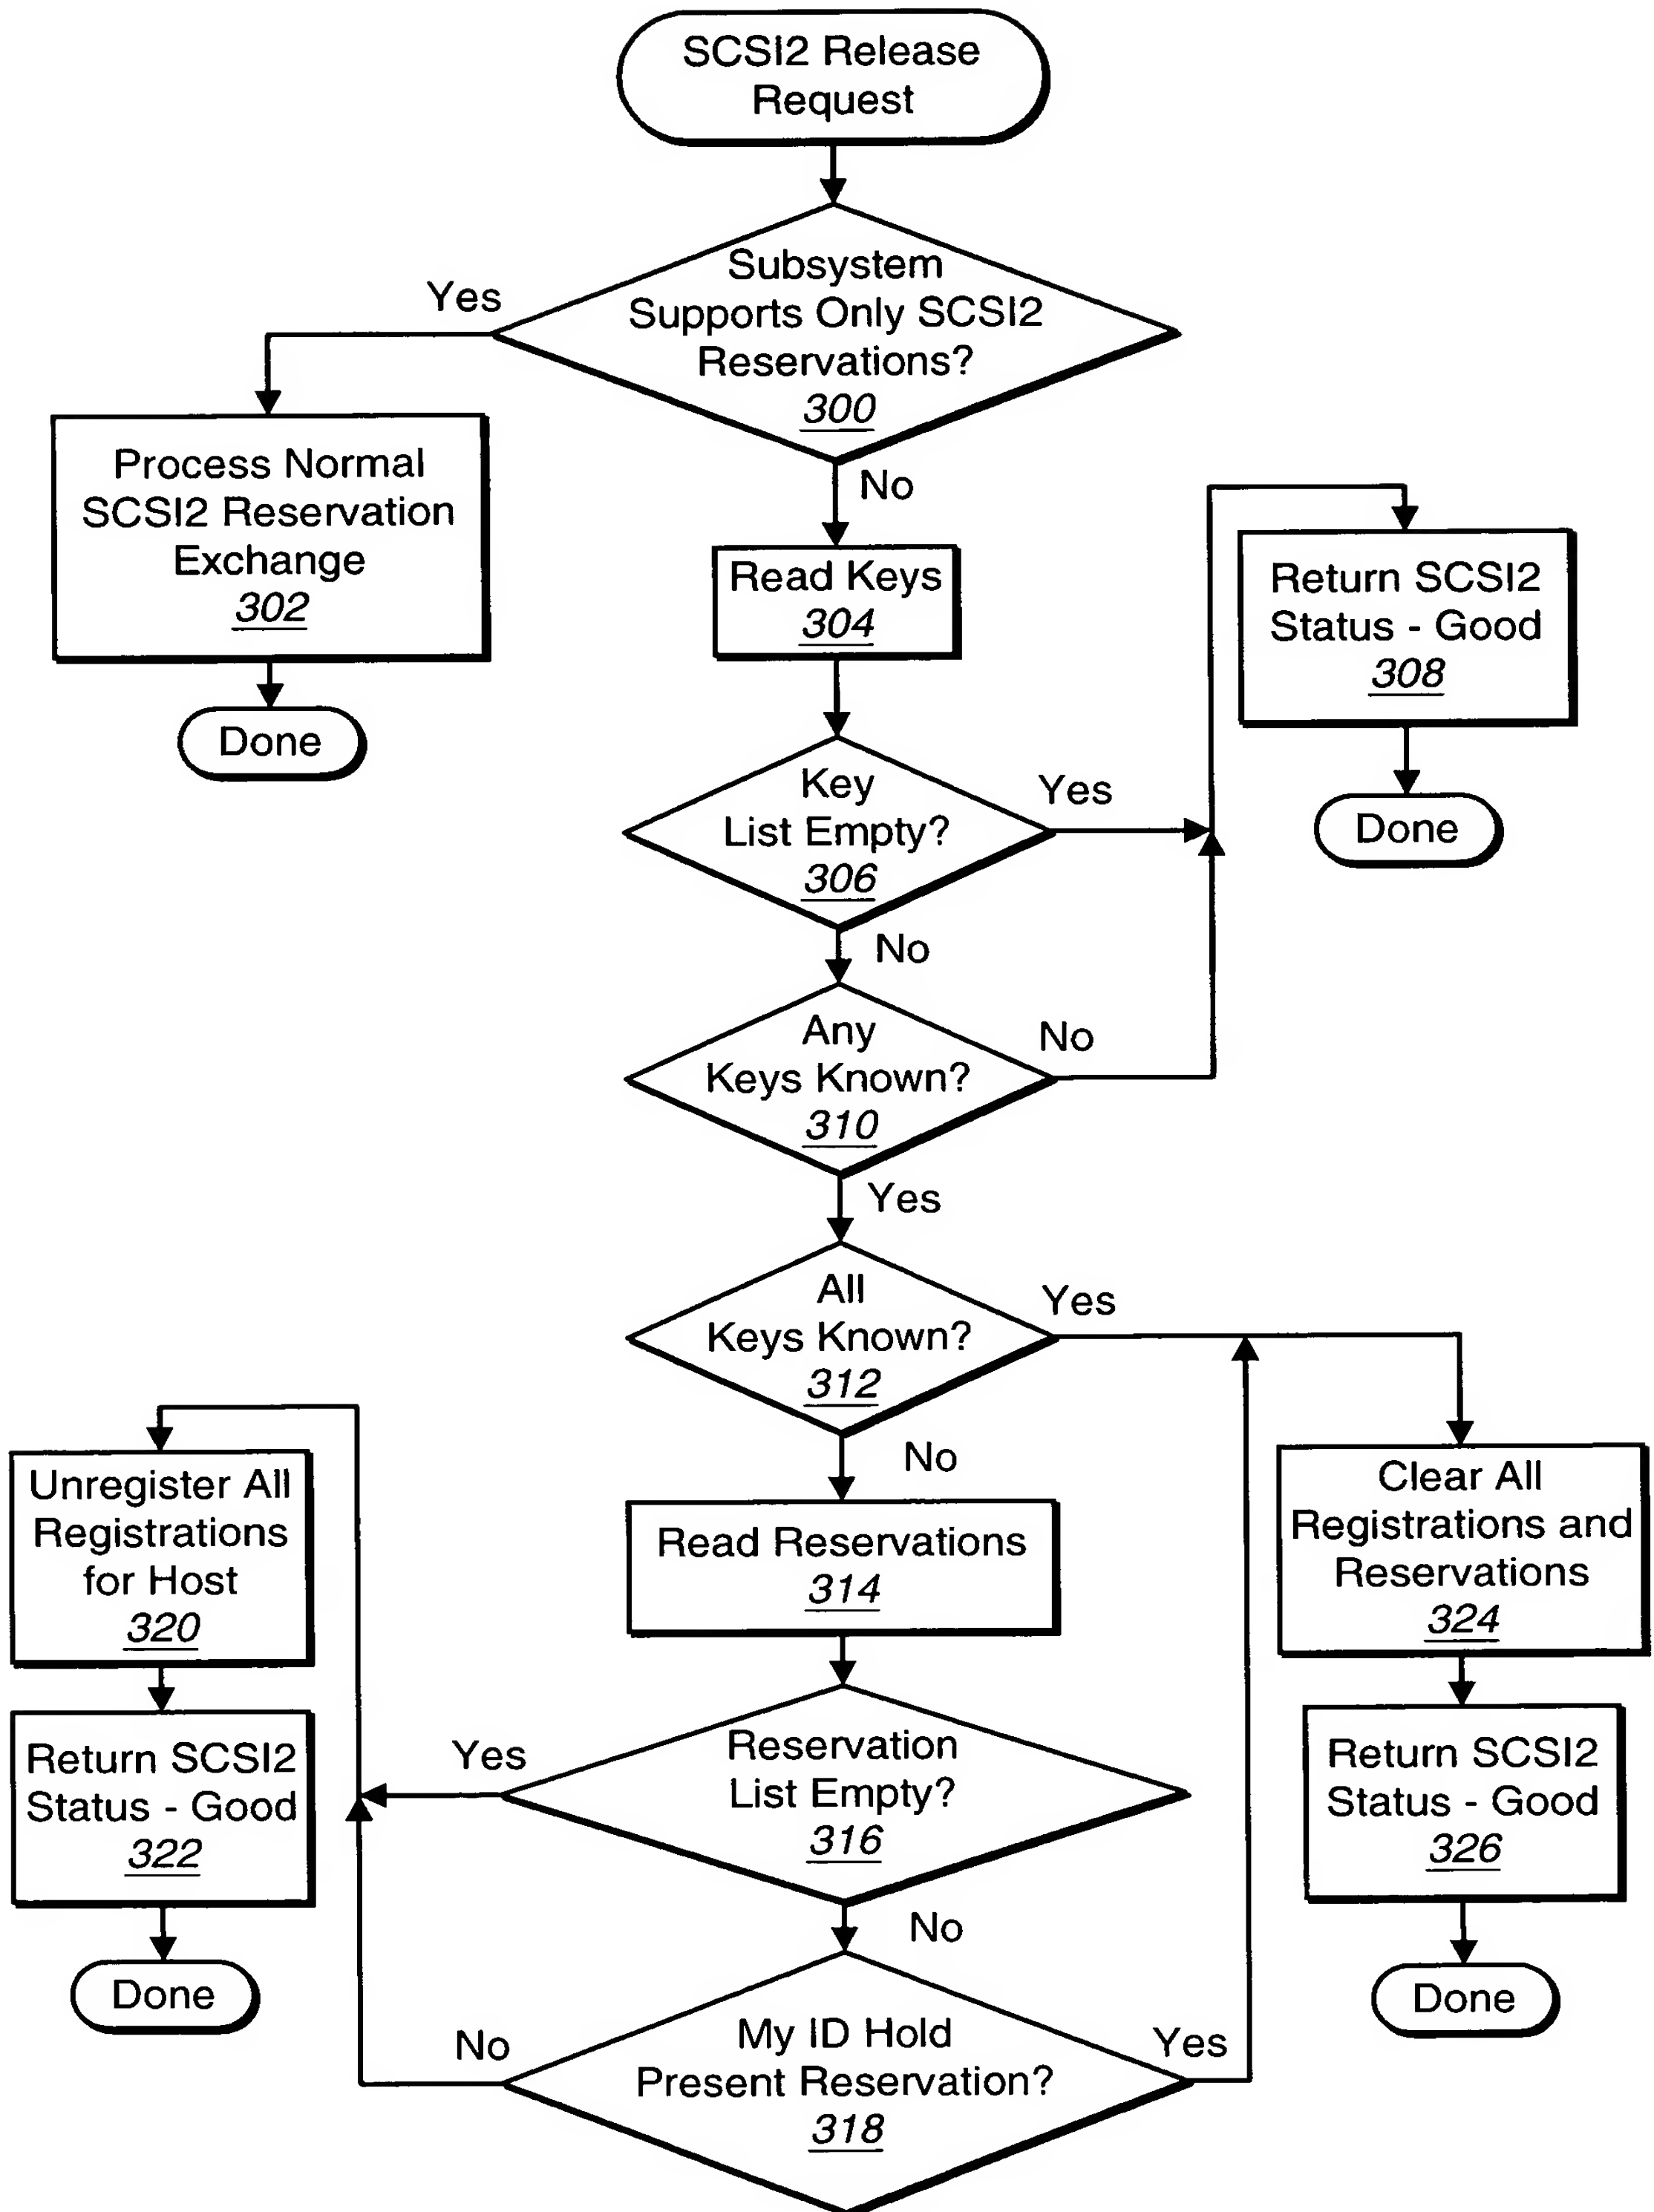 SCSI2 Release
Request
Subsystem
Supports Only SCSI2
Reservations?
300
Yes
No
Process Normal
SCSI2 Reservation
Exchange
302
Done
Read Keys
304
Return SCSI2
Status - Good
308
Done
Key
List Empty?
306
Yes
No
Any
Keys Known?
310
No
Yes
All
Keys Known?
312
Yes
No
Unregister All
Registrations
for Host
320
Read Reservations
314
Clear All
Registrations and
Reservations
324
Return SCSI2
Status - Good
322
Done
Reservation
List Empty?
316
Yes
No
Return SCSI2
Status - Good
326
Done
My ID Hold
Present Reservation?
318
No
Yes